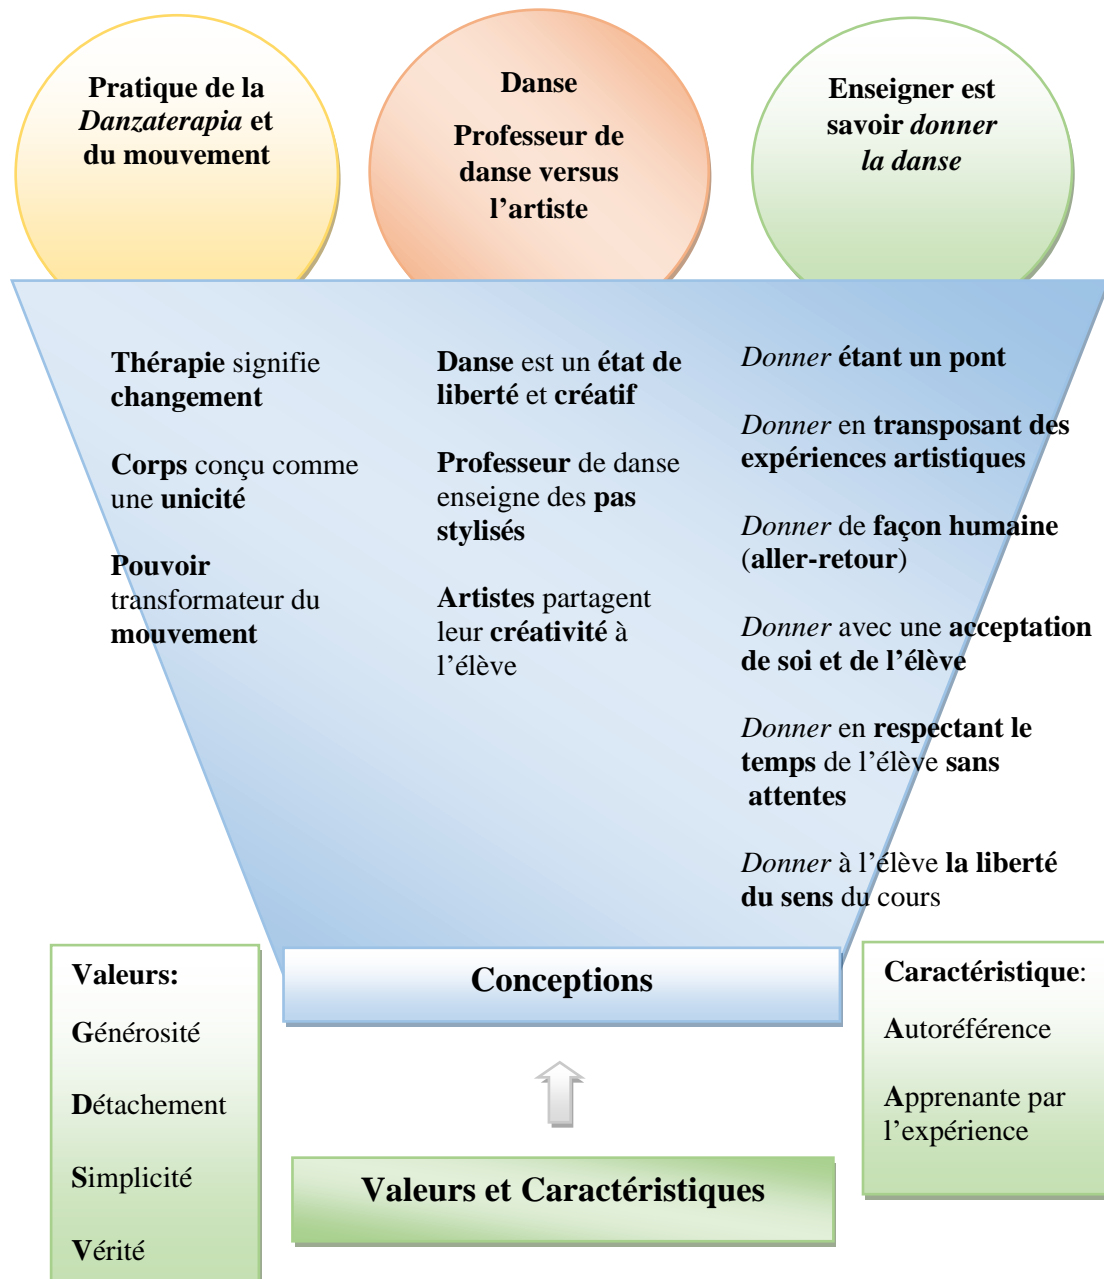 Pratique de la
Danzaterapia et
du mouvement
Danse
Professeur de
danse versus
l’artiste
Enseigner est
savoir donner
la danse
Thérapie signifie
changement
Corps conçu comme
une unicité
Pouvoir
transformateur du
mouvement
Danse est un état de
liberté et créatif
Professeur de danse
enseigne des pas
stylisés
Artistes partagent
leur créativité à
l’élève
Donner étant un pont
Donner en transposant des
expériences artistiques
Donner de façon humaine
(aller-retour)
Donner avec une acceptation
de soi et de l’élève
Donner en respectant le
temps de l’élève sans
attentes
Donner à l’élève la liberté
du sens du cours
Valeurs:
Générosité
Détachement
Simplicité
Vérité
Conceptions
Valeurs et Caractéristiques
Caractéristique:
Autoréférence
Apprenante par
l’expérience